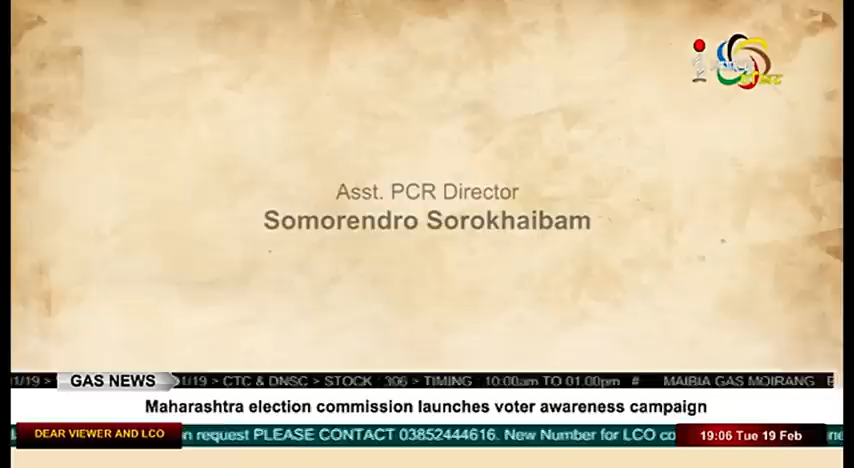 Asst. PCR Director
Somorendro Sorokhaibam
1/19 > GAS NEWS 1/19 > CTC & DNSC > STOCK 306 > TIMING 10:00am TO 01.00pm # MAIBIA GAS MOIRANG
Maharashtra election commission launches voter awareness campaign
DEAR VIEWER AND LCO n request PLEASE CONTACT 03852444616. New Number for LCO co 19:06 Tue 19 Feb